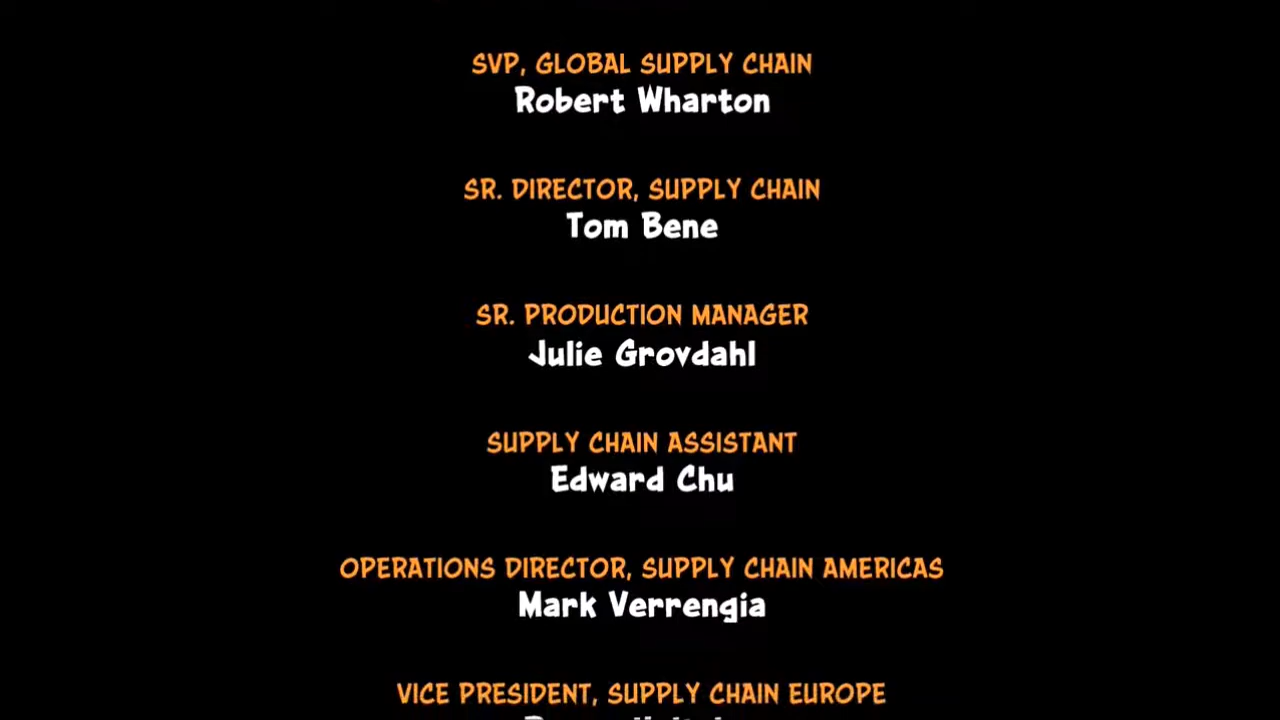 SVP, GLOBAL SUPPLY CHAIN
Robert Wharton
SR. DIRECTOR, SUPPLY CHAIN
Tom Bene
SR. PRODUCTION MANAGER
Julie Grovdahl
SUPPLY CHAIN ASSISTANT
Edward Chu
OPERATIONS DIRECTOR, SUPPLY CHAIN AMERICAS
Mark Verrengia
VICE PRESIDENT, SUPPLY CHAIN EUROPE